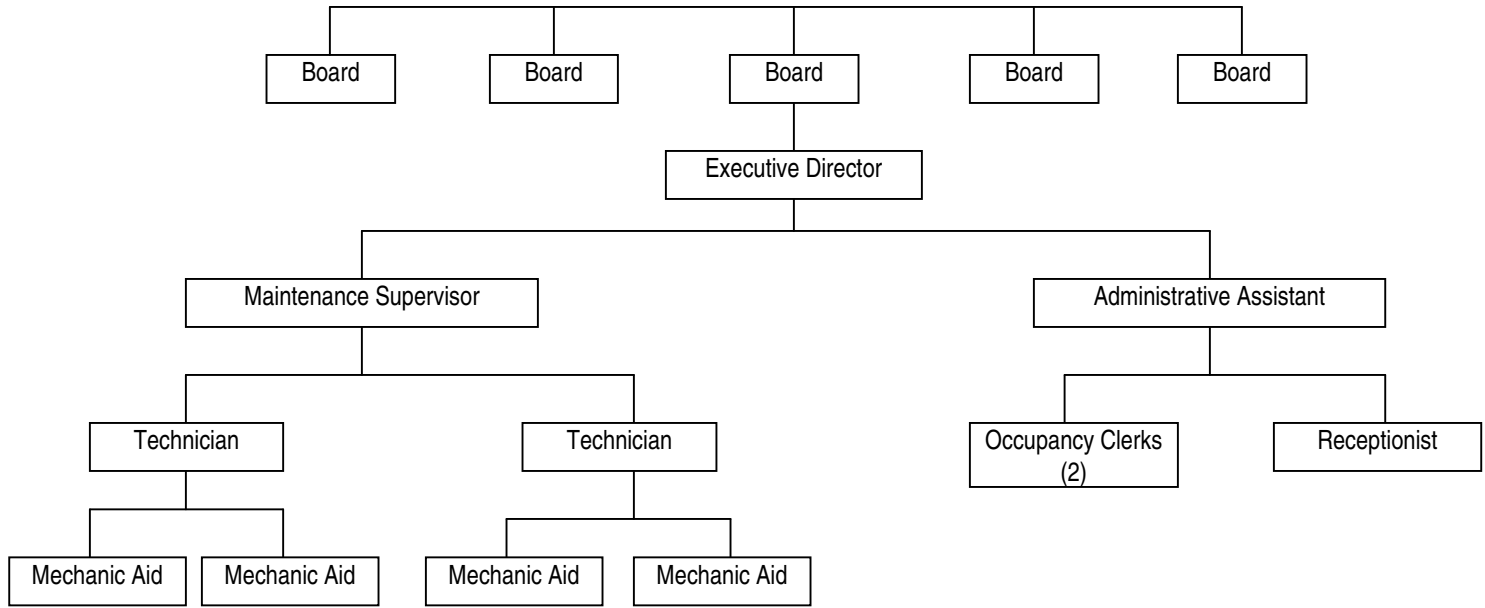 Board
Board
Board
Board
Board
Executive Director
Maintenance Supervisor
Administrative Assistant
Technician
Technician
Occupancy Clerks
(2)
Receptionist
Mechanic Aid
Mechanic Aid
Mechanic Aid
Mechanic Aid